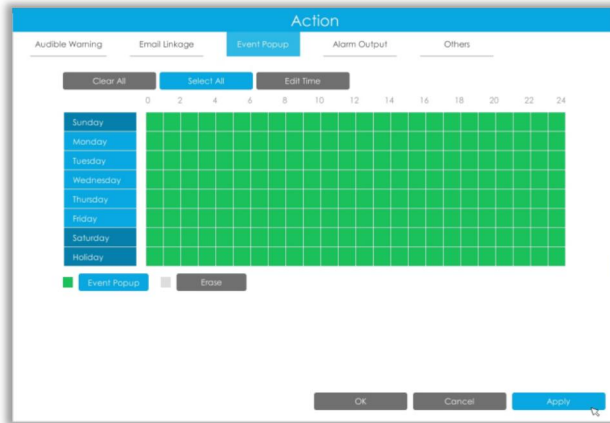 Action
Audible Warning Email Linkage Event Popup Alarm Output Others
Clear All Select All Edit Time
0 2 4 6 8 10 12 14 16 18 20 22 24
Sunday
Monday
Tuesday
Wednesday
Thursday
Friday
Saturday
Holiday
Event Popup Erase
OK Cancel Apply